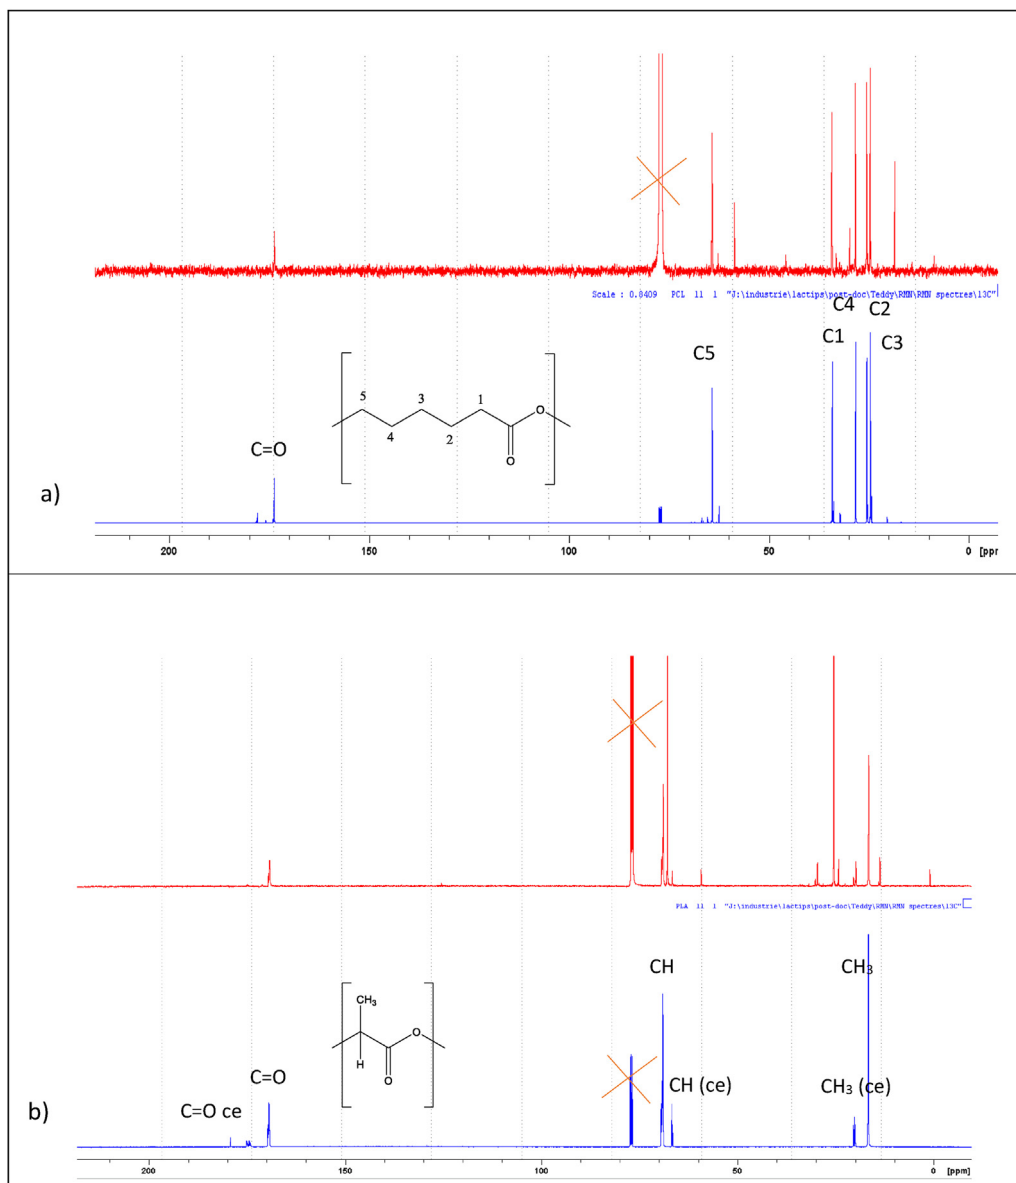 Scale : 0.8409 PCL 11 1 "J:\industrie\lactips\post-doc\Teddy\RMN\RMN spectres\13C"
C4
C2
C5
C1
C3
5
3
1
O
4
2
O
C=O
a)
200
150
100
50
0
[ppr
PLA 11 1 "J:\industrie\lactips\post-doc\Teddy\RMN\RMN spectres\13C"
CH
CH₃
CH₃
O
H
O
C=O
CH (ce)
CH₃ (ce)
C=O ce
b)
200
150
100
50
0
[ppm]